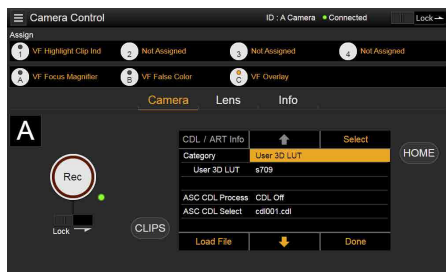 Camera Control ID : A Camera Connected Lock
Assign
1 VF Highlight Clip Ind 2 Not Assigned 3 Not Assigned 4 Not Assigned
A VF Focus Magnifier B VF False Color C VF Overlay
Camera Lens Info
A
CDL / ART Info Select
Category User 3D LUT
User 3D LUT s709
HOME
Rec
ASC CDL Process CDL Off
ASC CDL Select cdl001.cdl
Lock
CLIPS
Load File Done